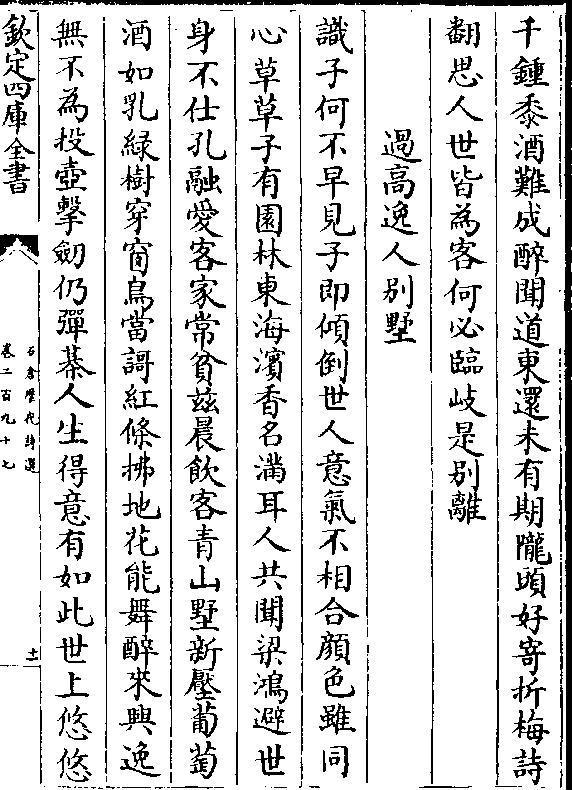 千鍾黍酒難成醉聞道東還未有期隴頭好寄折梅詩
翻思人世皆為客何必臨岐是别離
過高逸人别墅
識子何不早見子即傾倒世人意氣不相合顔色雖同
心草草子有園林東海濵香名滿耳人共聞梁鴻避世
身不仕孔融愛客家常貧兹晨飲客青山墅新壓葡萄
酒如乳緑樹穿窗鳥當謌紅條拂地花能舞醉來興逸
無不為投壺擊劒仍彈棊人生得意有如此世上悠悠
欽定四庫全書
石倉歴代詩選
卷二百九十七
十一